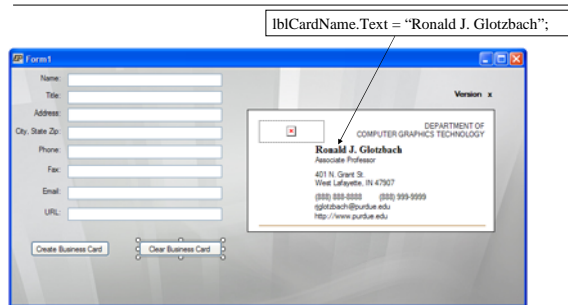 lblCardName.Text = “Ronald J. Glotzbach”;
Form1
Name:
Title:
Address:
City, State Zip:
Phone:
Fax:
Email:
URL:
Create Business Card
Clear Business Card
Version x
DEPARTMENT OF
COMPUTER GRAPHICS TECHNOLOGY
Ronald J. Glotzbach
Associate Professor
401 N. Grant St.
West Lafayette, IN 47907
(888) 888-8888 (888) 999-9999
rjglotzbach@purdue.edu
http://www.purdue.edu